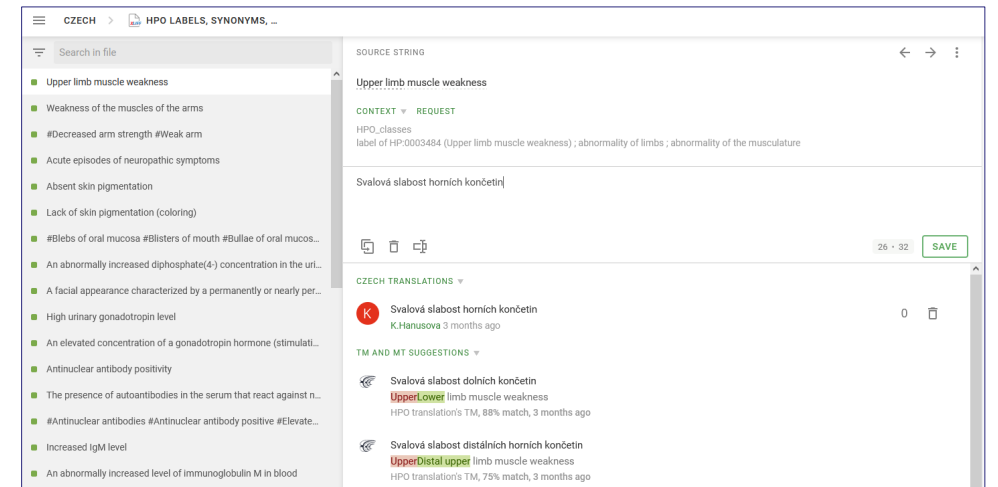 CZECH > HPO LABELS, SYNONYMS, ...
Search in file
Upper limb muscle weakness
Weakness of the muscles of the arms
#Decreased arm strength #Weak arm
Acute episodes of neuropathic symptoms
Absent skin pigmentation
Lack of skin pigmentation (coloring)
#Blebs of oral mucosa #Blisters of mouth #Bullae of oral mucos...
An abnormally increased diphosphate(4-) concentration in the uri...
A facial appearance characterized by a permanently or nearly per...
High urinary gonadotropin level
An elevated concentration of a gonadotropin hormone (stimulati...
Antinuclear antibody positivity
The presence of autoantibodies in the serum that react against n...
#Antinuclear antibodies #Antinuclear antibody positive #Elevate...
Increased IgM level
An abnormally increased level of immunoglobulin M in blood
SOURCE STRING
Upper limb muscle weakness
CONTEXT REQUEST
HPO_classes
label of HP:0003484 (Upper limb muscle weakness) ; abnormality of limbs ; abnormality of the musculature
Svalová slabost horních končetin
26 • 32 SAVE
CZECH TRANSLATIONS
K
Svalová slabost horních končetin
0
K.Hanusova 3 months ago
TM AND MT SUGGESTIONS
Svalová slabost dolních končetin
UpperLower limb muscle weakness
HPO translation's TM, 88% match, 3 months ago
Svalová slabost distálních horních končetin
UpperDistal upper limb muscle weakness
HPO translation's TM, 75% match, 3 months ago